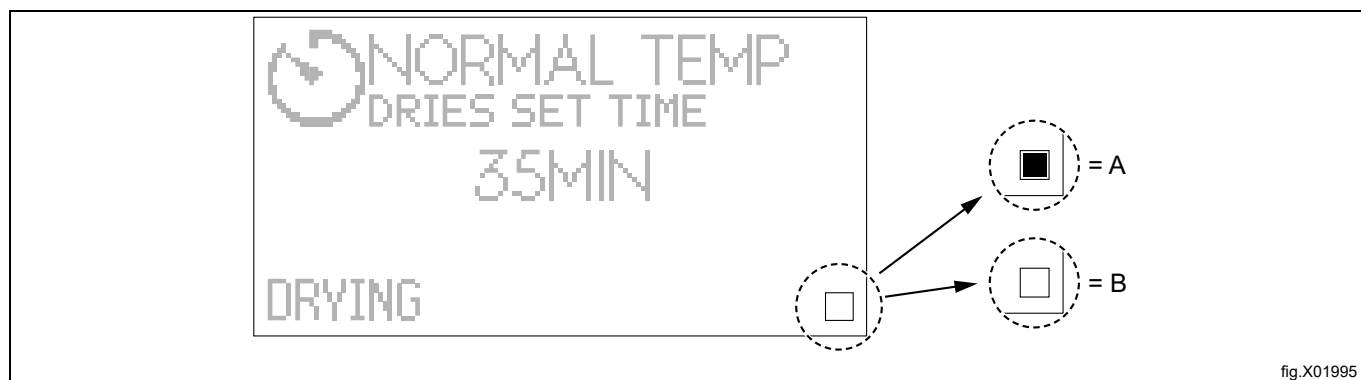 NORMAL TEMP
DRIES SET TIME
35MIN
DRYING
= A
= B
fig.X01995